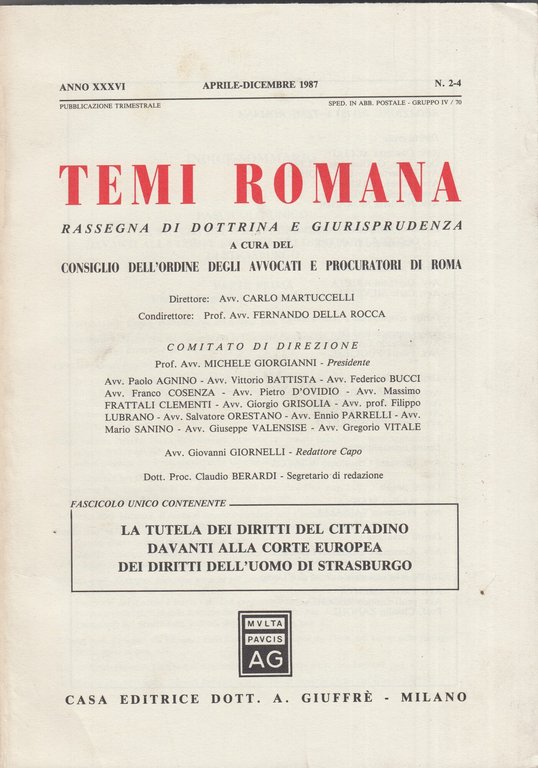 ANNO XXXVI APRILE-DICEMBRE 1987 N. 2-4
PUBBLICAZIONE TRIMESTRALE SPED. IN ABB. POSTALE - GRUPPO IV / 70
TEMI ROMANA
RASSEGNA DI DOTTRINA E GIURISPRUDENZA
A CURA DEL
CONSIGLIO DELL'ORDINE DEGLI AVVOCATI E PROCURATORI DI ROMA
Direttore: Avv. CARLO MARTUCCELLI
Condirettore: Prof. Avv. FERNANDO DELLA ROCCA
COMITATO DI DIREZIONE
Prof. Avv. MICHELE GIORGIANNI - Presidente
Avv. Paolo AGNINO - Avv. Vittorio BATTISTA - Avv. Federico BUCCI
Avv. Franco COSENZA - Avv. Pietro D'OVIDIO - Avv. Massimo
FRATTALI CLEMENTI - Avv. Giorgio GRISOLIA - Avv. prof. Filippo
LUBRANO - Avv. Salvatore ORESTANO - Avv. Ennio PARRELLI - Avv.
Mario SANINO - Avv. Giuseppe VALENSISE - Avv. Gregorio VITALE
Avv. Giovanni GIORNELLI - Redattore Capo
Dott. Proc. Claudio BERARDI - Segretario di redazione
FASCICOLO UNICO CONTENENTE
LA TUTELA DEI DIRITTI DEL CITTADINO
DAVANTI ALLA CORTE EUROPEA
DEI DIRITTI DELL'UOMO DI STRASBURGO
MVLTA
PAVCIS
AG
CASA EDITRICE DOTT. A. GIUFFRÈ - MILANO